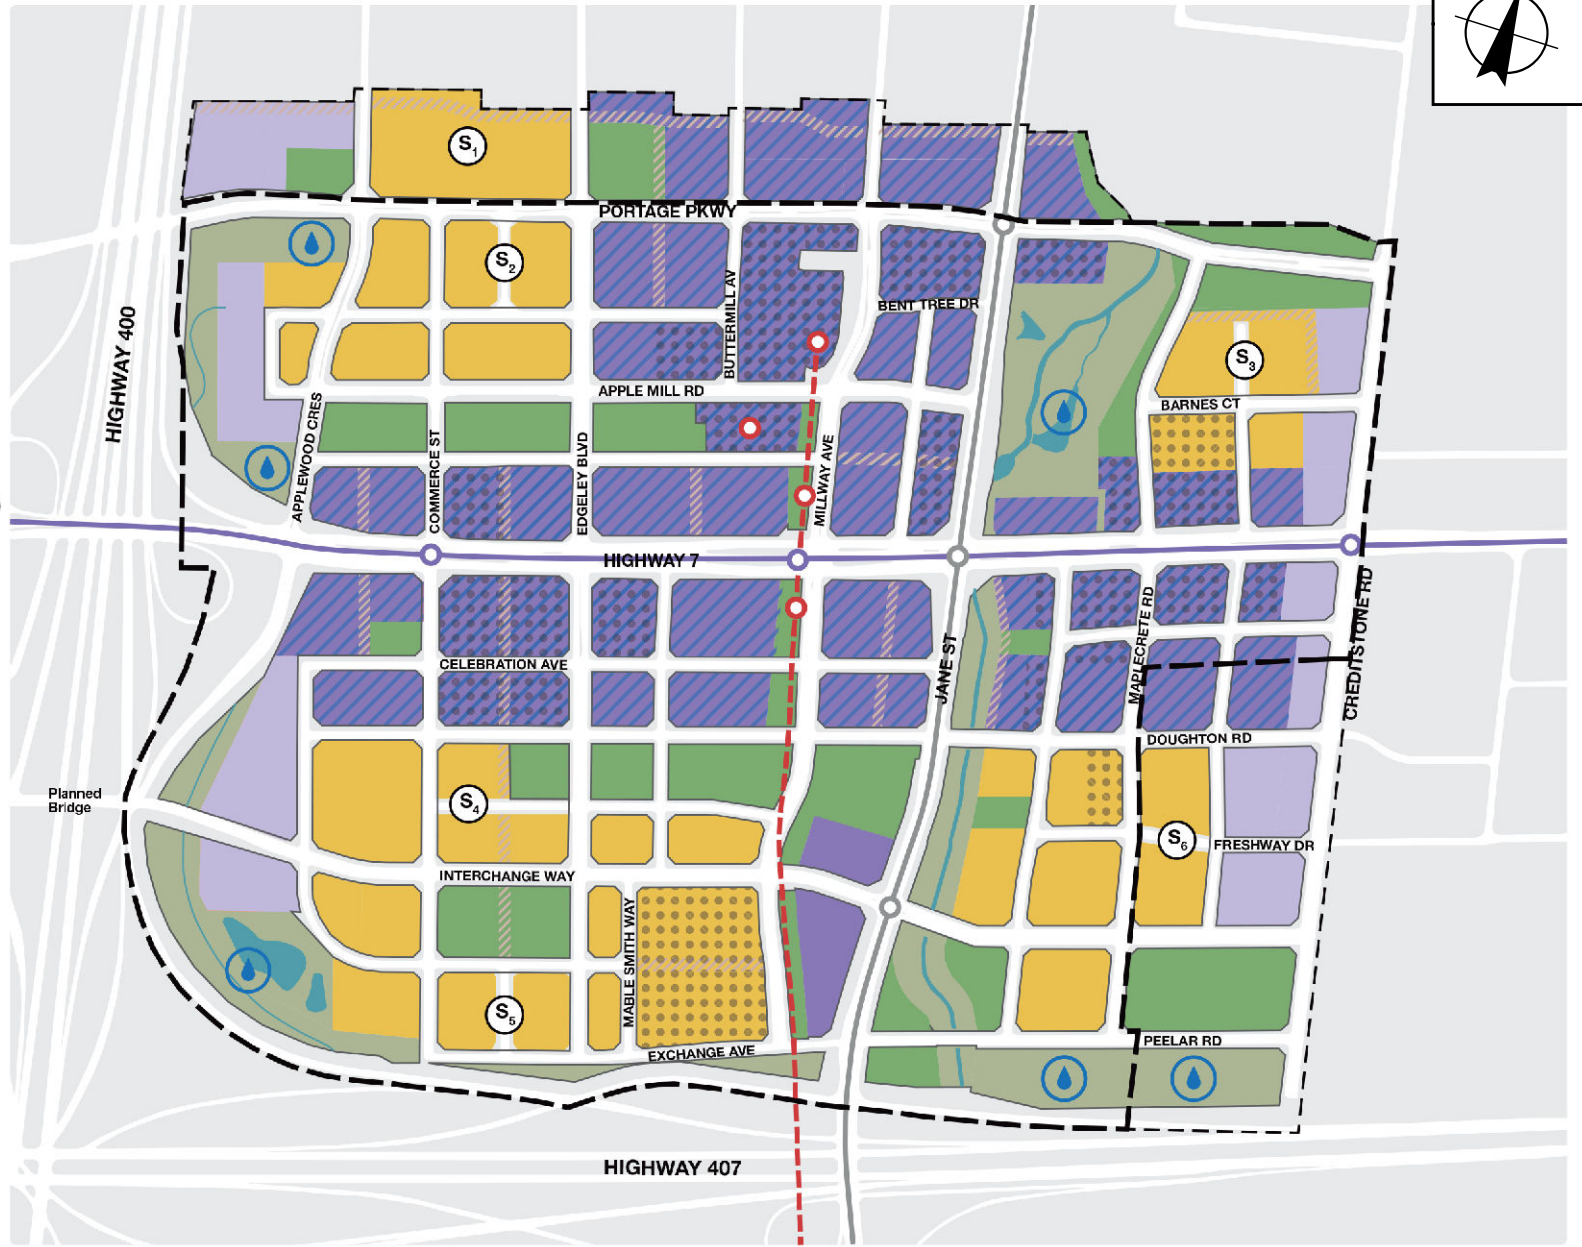 S1
PORTAGE PKWY
S2
BUTTERMILL AV
BENT TREE DR
HIGHWAY 400
S3
APPLE MILL RD
BARNES CT
APPLEWOOD CRES
COMMERCE ST
EDGELEY BLVD
MILLWAY AVE
HIGHWAY 7
CREDITSTONE RD
MAPLECRETE RD
JANE ST
CELEBRATION AVE
DOUGHTON RD
Planned
Bridge
S4
S6
FRESHWAY DR
INTERCHANGE WAY
MABLE SMITH WAY
S5
EXCHANGE AVE
PEELAR RD
HIGHWAY 407